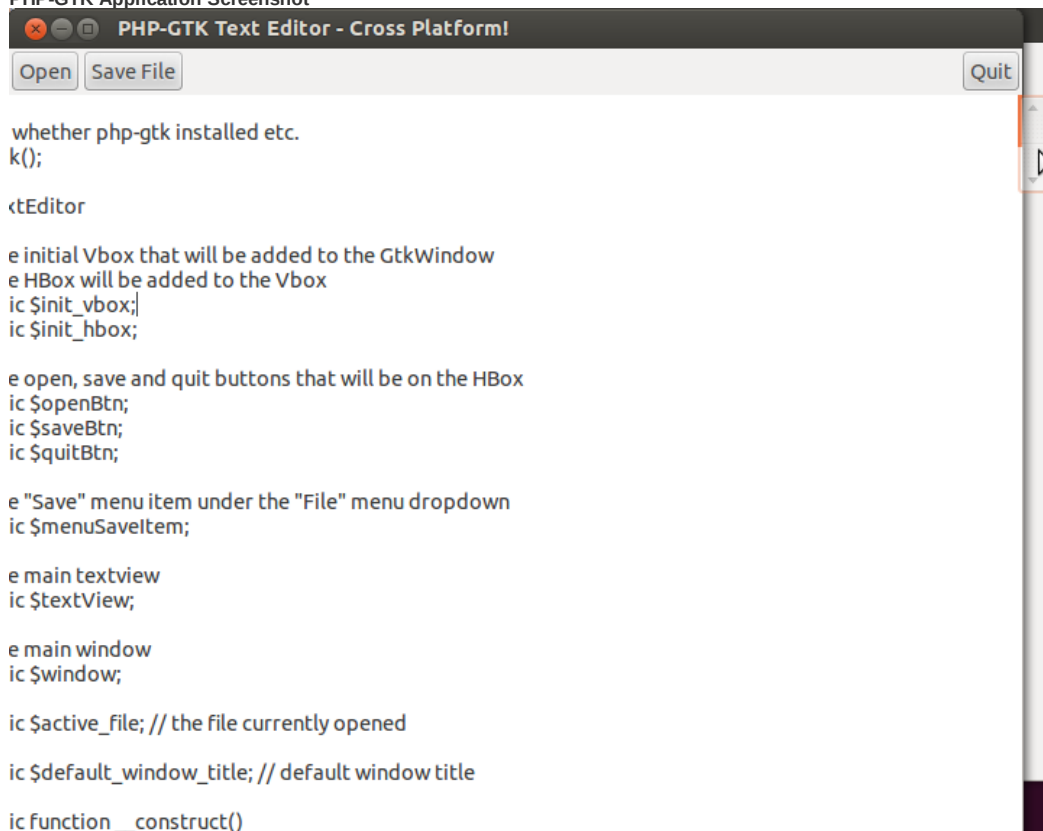 PHP-GTK Application Screenshot
PHP-GTK Text Editor - Cross Platform!
Open Save File Quit
whether php-gtk installed etc.
k();
xtEditor
e initial Vbox that will be added to the GtkWindow
e HBox will be added to the Vbox
ic $init_vbox;
ic $init_hbox;
e open, save and quit buttons that will be on the HBox
ic $openBtn;
ic $saveBtn;
ic $quitBtn;
e "Save" menu item under the "File" menu dropdown
ic $menuSaveItem;
e main textview
ic $textView;
e main window
ic $window;
ic $active_file; // the file currently opened
ic $default_window_title; // default window title
ic function __construct()